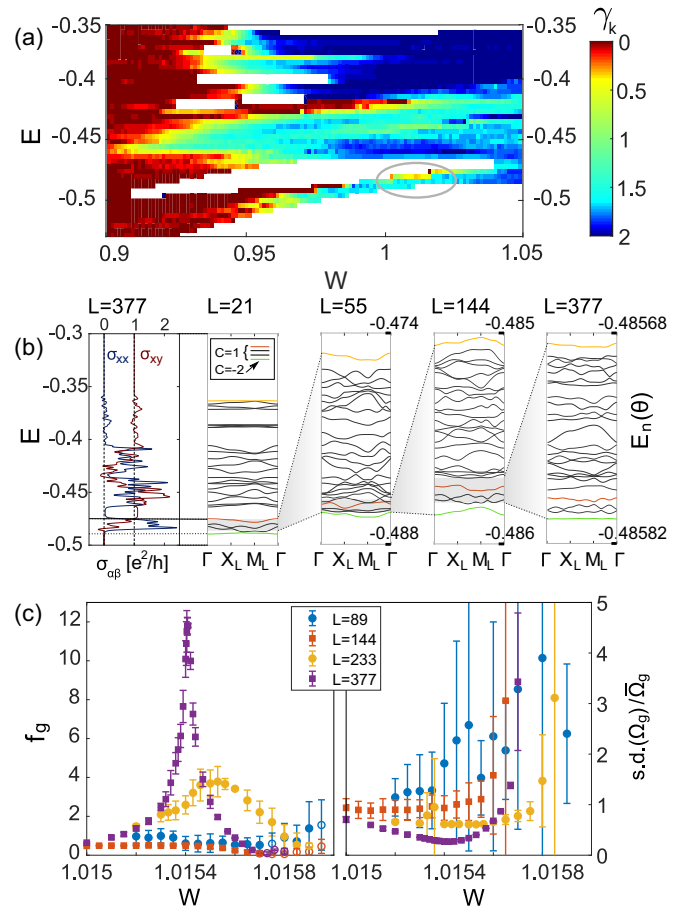 (a)
γk
-0.35
-0.35
0
-0.4
-0.4
0.5
E
-0.45
-0.45
1
-0.5
-0.5
1.5
2
0.9
0.95
1
1.05
W
(b)
L=377
L=21
L=55
L=144
L=377
0 1 2
-0.474
-0.485
-0.48568
-0.3
σxx
σxy
C=1 {
C=-2
-0.35
E
-0.4
En(θ)
-0.45
-0.5
-0.488
-0.486
-0.48582
σαβ [e²/h]
Γ XL ML Γ
Γ XL ML Γ
Γ XL ML Γ
Γ XL ML Γ
(c)
12
10
8
6
4
2
0
fg
L=89
L=144
L=233
L=377
5
4
3
2
1
0
s.d.(Ωg)/Ω̅g
1.015
1.0154
1.0158
1.015
1.0154
1.0158
W
W